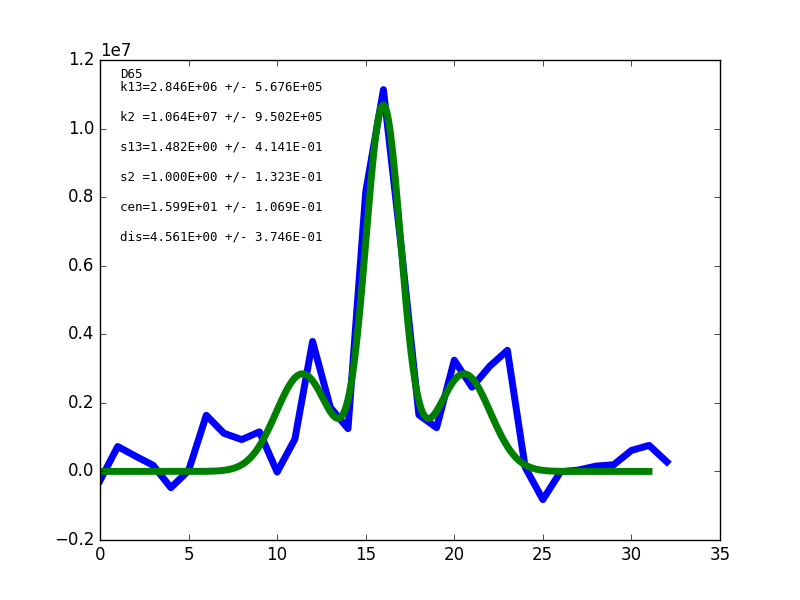 1e7
1.2
D65
k13=2.846E+06 +/- 5.676E+05
k2 =1.064E+07 +/- 9.502E+05
1.0
s13=1.482E+00 +/- 4.141E-01
s2 =1.000E+00 +/- 1.323E-01
0.8
cen=1.599E+01 +/- 1.069E-01
dis=4.561E+00 +/- 3.746E-01
0.6
0.4
0.2
0.0
−0.2
0 5 10 15 20 25 30 35